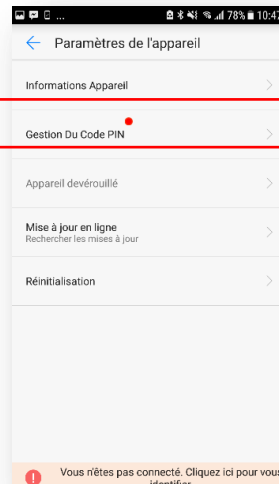 ... 78% 10:47
Paramètres de l'appareil
Informations Appareil
Gestion Du Code PIN
Appareil devérouillé
Mise à jour en ligne
Rechercher les mises à jour
Réinitialisation
Vous n'êtes pas connecté. Cliquez ici pour vous
identifier